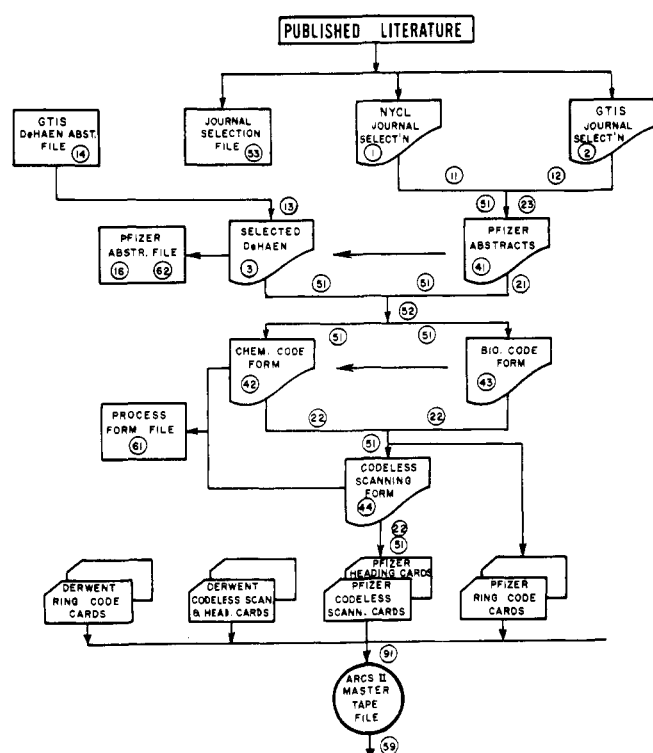 PUBLISHED LITERATURE
GTIS
DeHAEN ABST.
FILE
14
JOURNAL
SELECTION
FILE
53
NYCL
JOURNAL
SELECT'N
1
GTIS
JOURNAL
SELECT'N
2
11
12
13
51
23
PFIZER
ABSTR. FILE
16 62
SELECTED
DeHAEN
3
PFIZER
ABSTRACTS
41
51
51
21
52
51
51
CHEM. CODE
FORM
42
BIO. CODE
FORM
43
22
22
PROCESS
FORM FILE
61
51
CODELESS
SCANNING
FORM
44
22
51
DERWENT
RING CODE
CARDS
DERWENT
CODELESS SCAN.
& HEAD. CARDS
PFIZER
HEADING CARDS
PFIZER
CODELESS
SCANN. CARDS
PFIZER
RING CODE
CARDS
91
ARCS II
MASTER
TAPE
FILE
59